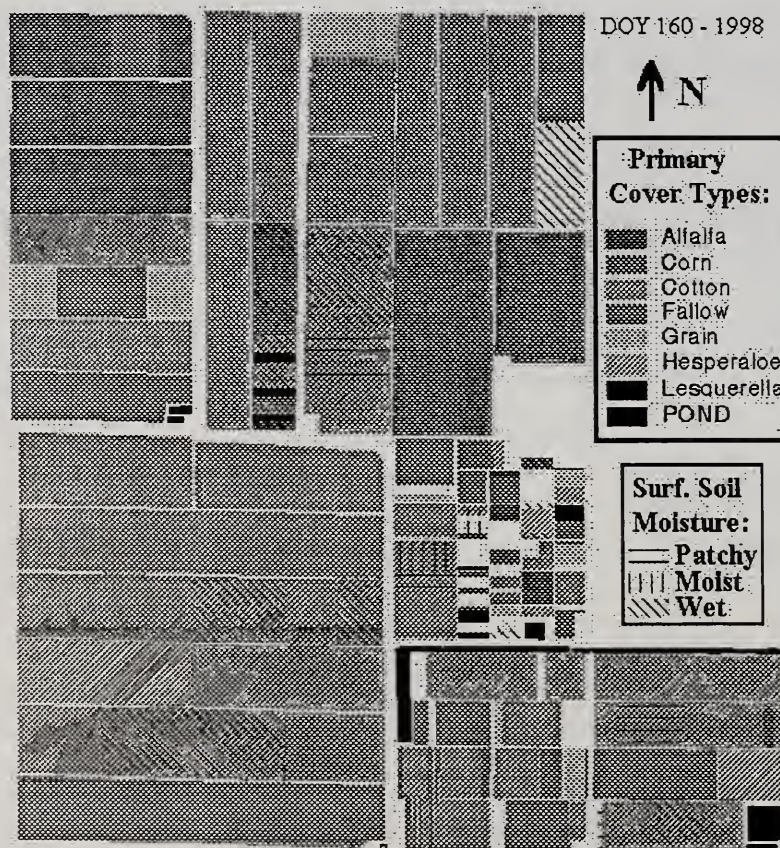 DOY 160 - 1998
N
Primary
Cover Types:
Alfalfa
Corn
Cotton
Fallow
Grain
Hesperaloe
Lesquerella
POND
Surf. Soil
Moisture:
Patchy
Moist
Wet